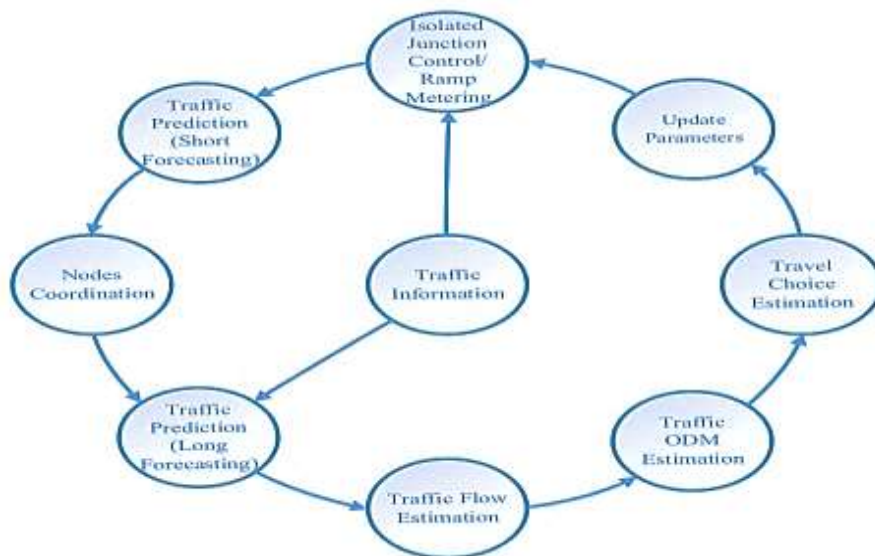 Isolated
Junction
Control/
Ramp
Metering
Traffic
Prediction
(Short
Forecasting)
Update
Parameters
Nodes
Coordination
Traffic
Information
Travel
Choice
Estimation
Traffic
Prediction
(Long
Forecasting)
Traffic
ODM
Estimation
Traffic Flow
Estimation